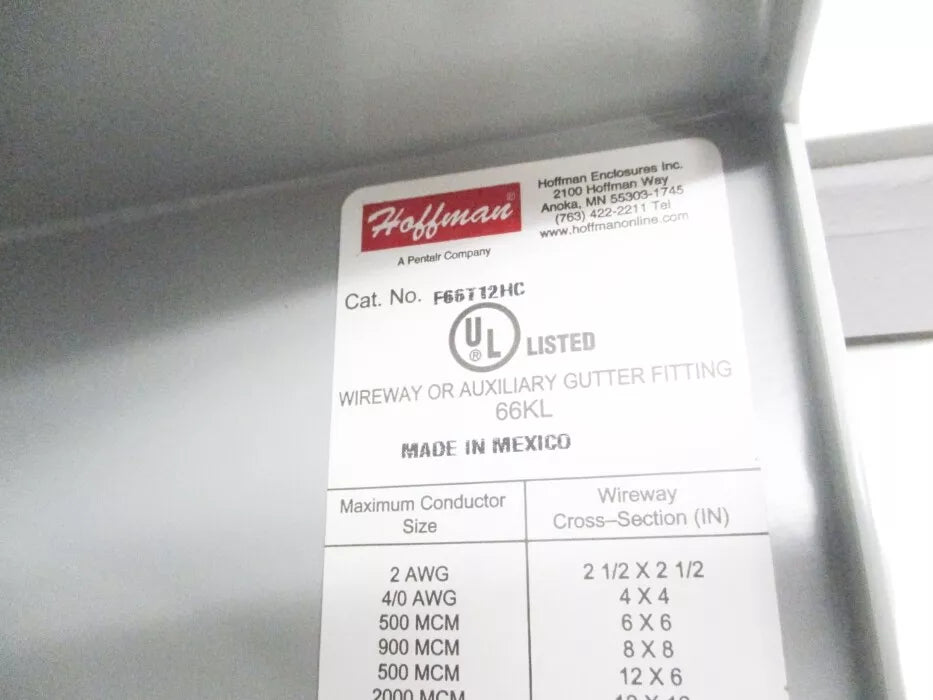 Hoffman®
A Pentair Company
Hoffman Enclosures Inc.
2100 Hoffman Way
Anoka, MN 55303-1745
(763) 422-2211 Tel
www.hoffmanonline.com
Cat. No. F66T12HC
UL® LISTED
WIREWAY OR AUXILIARY GUTTER FITTING
66KL
MADE IN MEXICO
Maximum Conductor Size
Wireway Cross–Section (IN)
2 AWG 2 1/2 X 2 1/2
4/0 AWG 4 X 4
500 MCM 6 X 6
900 MCM 8 X 8
500 MCM 12 X 6
2000 MCM